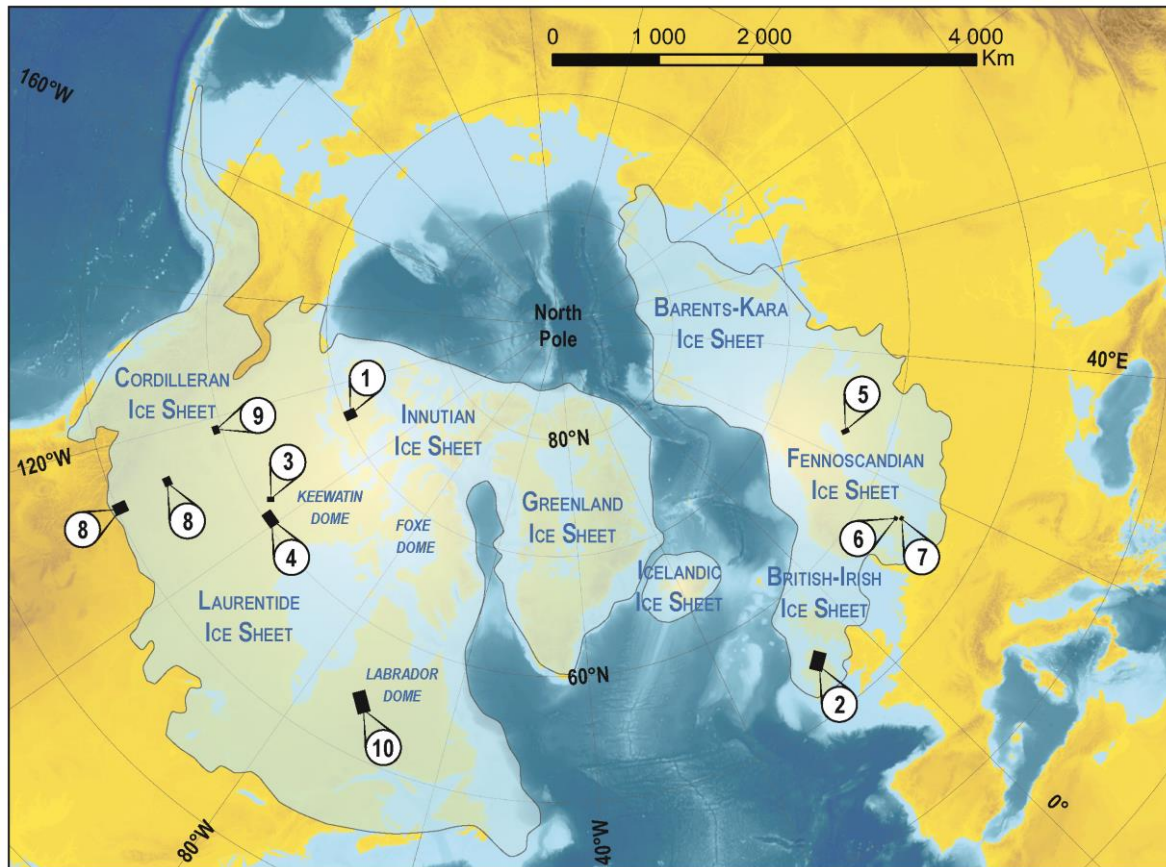 0 1 000 2 000 4 000
Km
160°W
North
Pole
BARENTS-KARA
ICE SHEET
40°E
CORDILLERAN
ICE SHEET
1
INNUTIAN
ICE SHEET
5
9
80°N
120°W
3
FENNOSCANDIAN
ICE SHEET
KEEWATIN
DOME
GREENLAND
ICE SHEET
8
8
4
FOXE
DOME
6
7
ICELANDIC
ICE SHEET
BRITISH-IRISH
ICE SHEET
LAURENTIDE
ICE SHEET
LABRADOR
DOME
60°N
2
10
80°W
40°W
0°